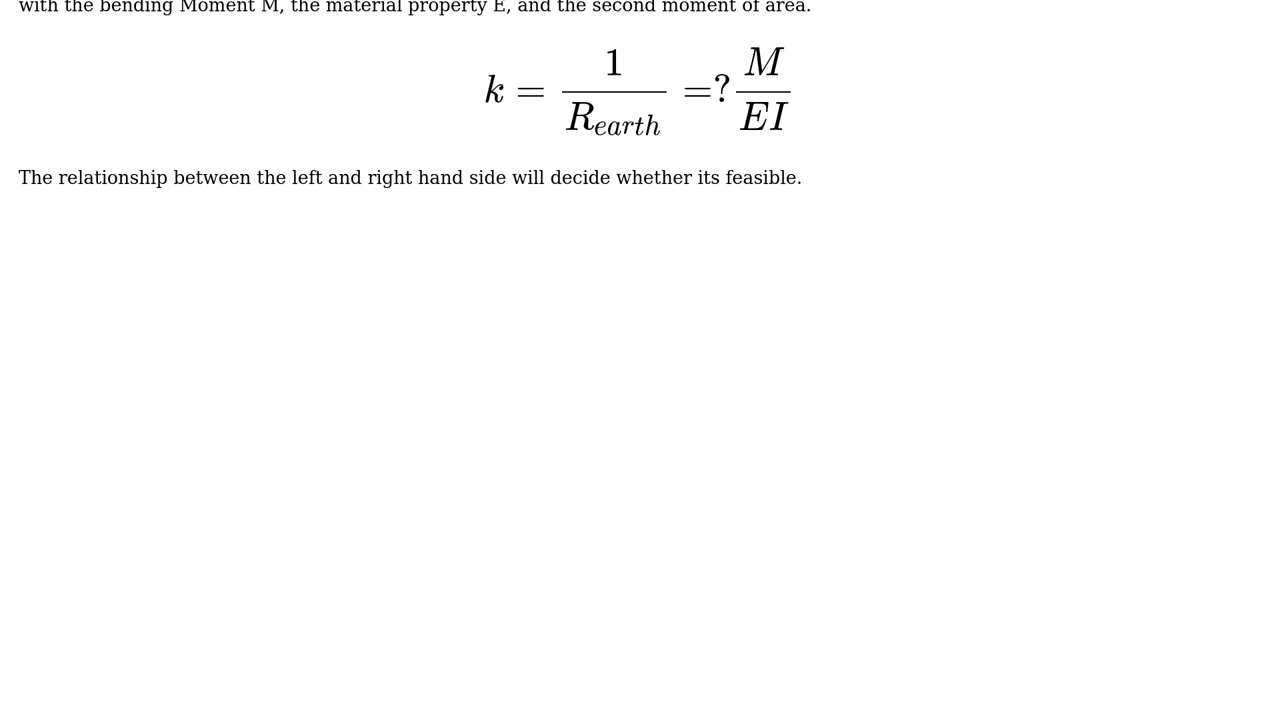 with the bending Moment M, the material property E, and the second moment of area.
k = 1/R_earth =? M/EI
The relationship between the left and right hand side will decide whether its feasible.